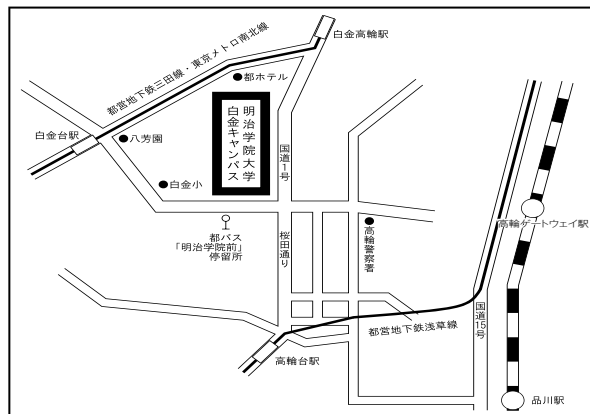 白金高輪駅
都営地下鉄三田線・東京メトロ南北線
都ホテル
明治学院大学
白金キャンパス
白金台駅
八芳園
国道1号
白金小
桜田通り
都バス
「明治学院前」
停留所
高輪警察署
高輪ゲートウェイ駅
国道15号
都営地下鉄浅草線
高輪台駅
品川駅